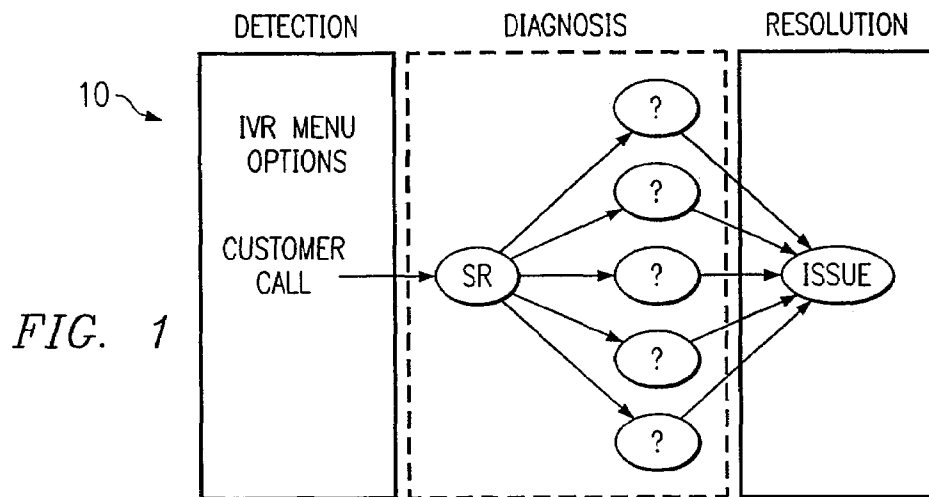 DETECTION
DIAGNOSIS
RESOLUTION
10
IVR MENU
OPTIONS
CUSTOMER
CALL
SR
?
?
?
?
?
ISSUE
FIG. 1